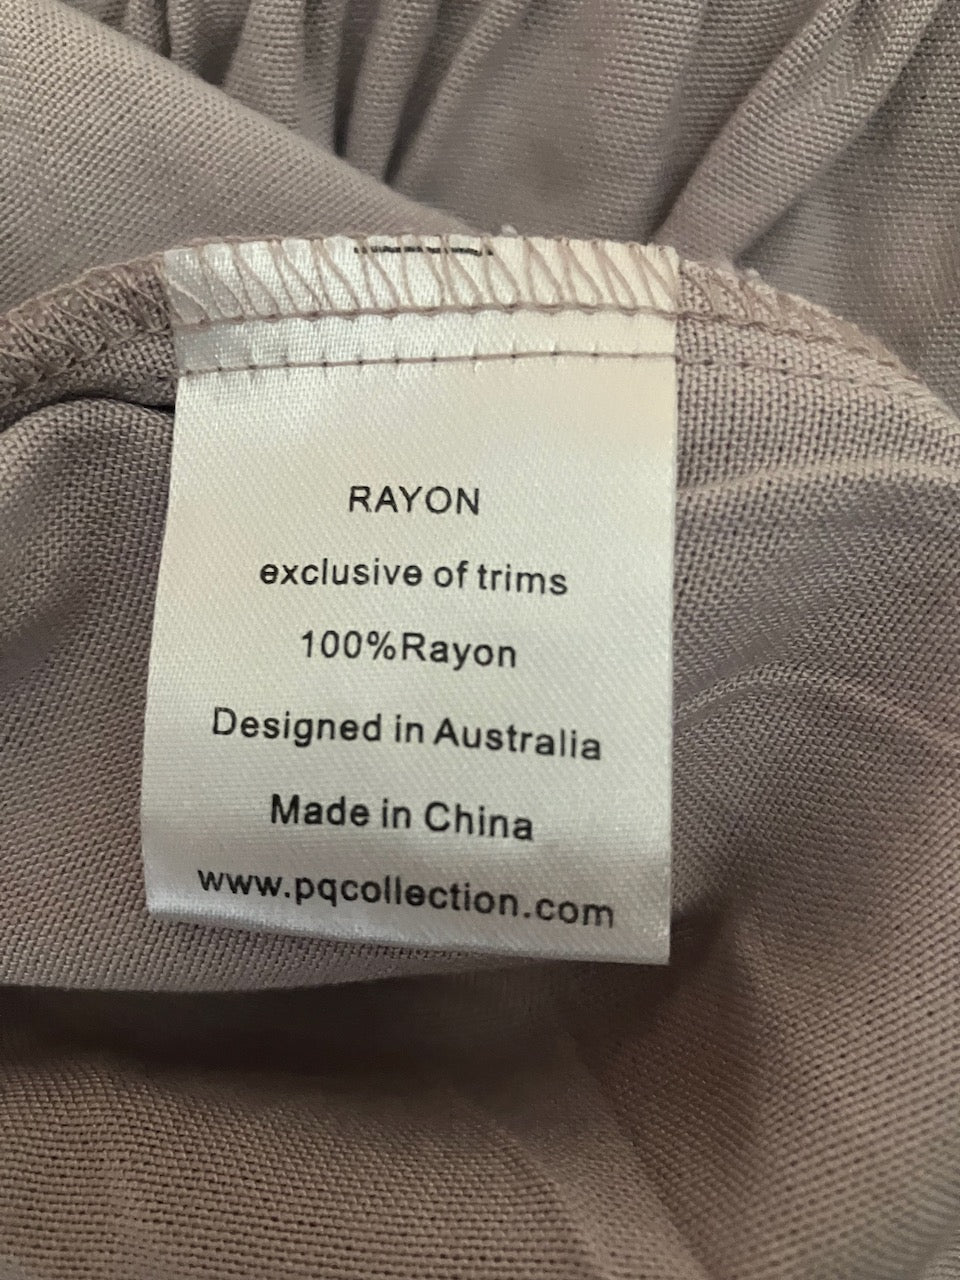 RAYON
exclusive of trims
100%Rayon
Designed in Australia
Made in China
www.pqcollection.com